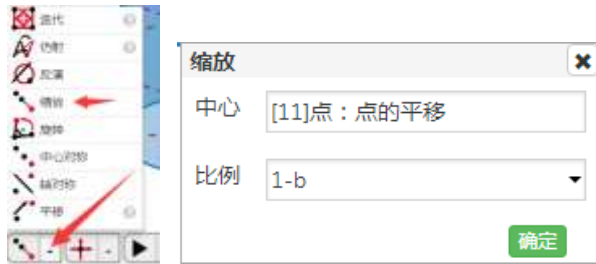 迭代
仿射
反演
缩放
旋转
中心对称
轴对称
平移
缩放
中心
[11]点：点的平移
比例
1-b
确定